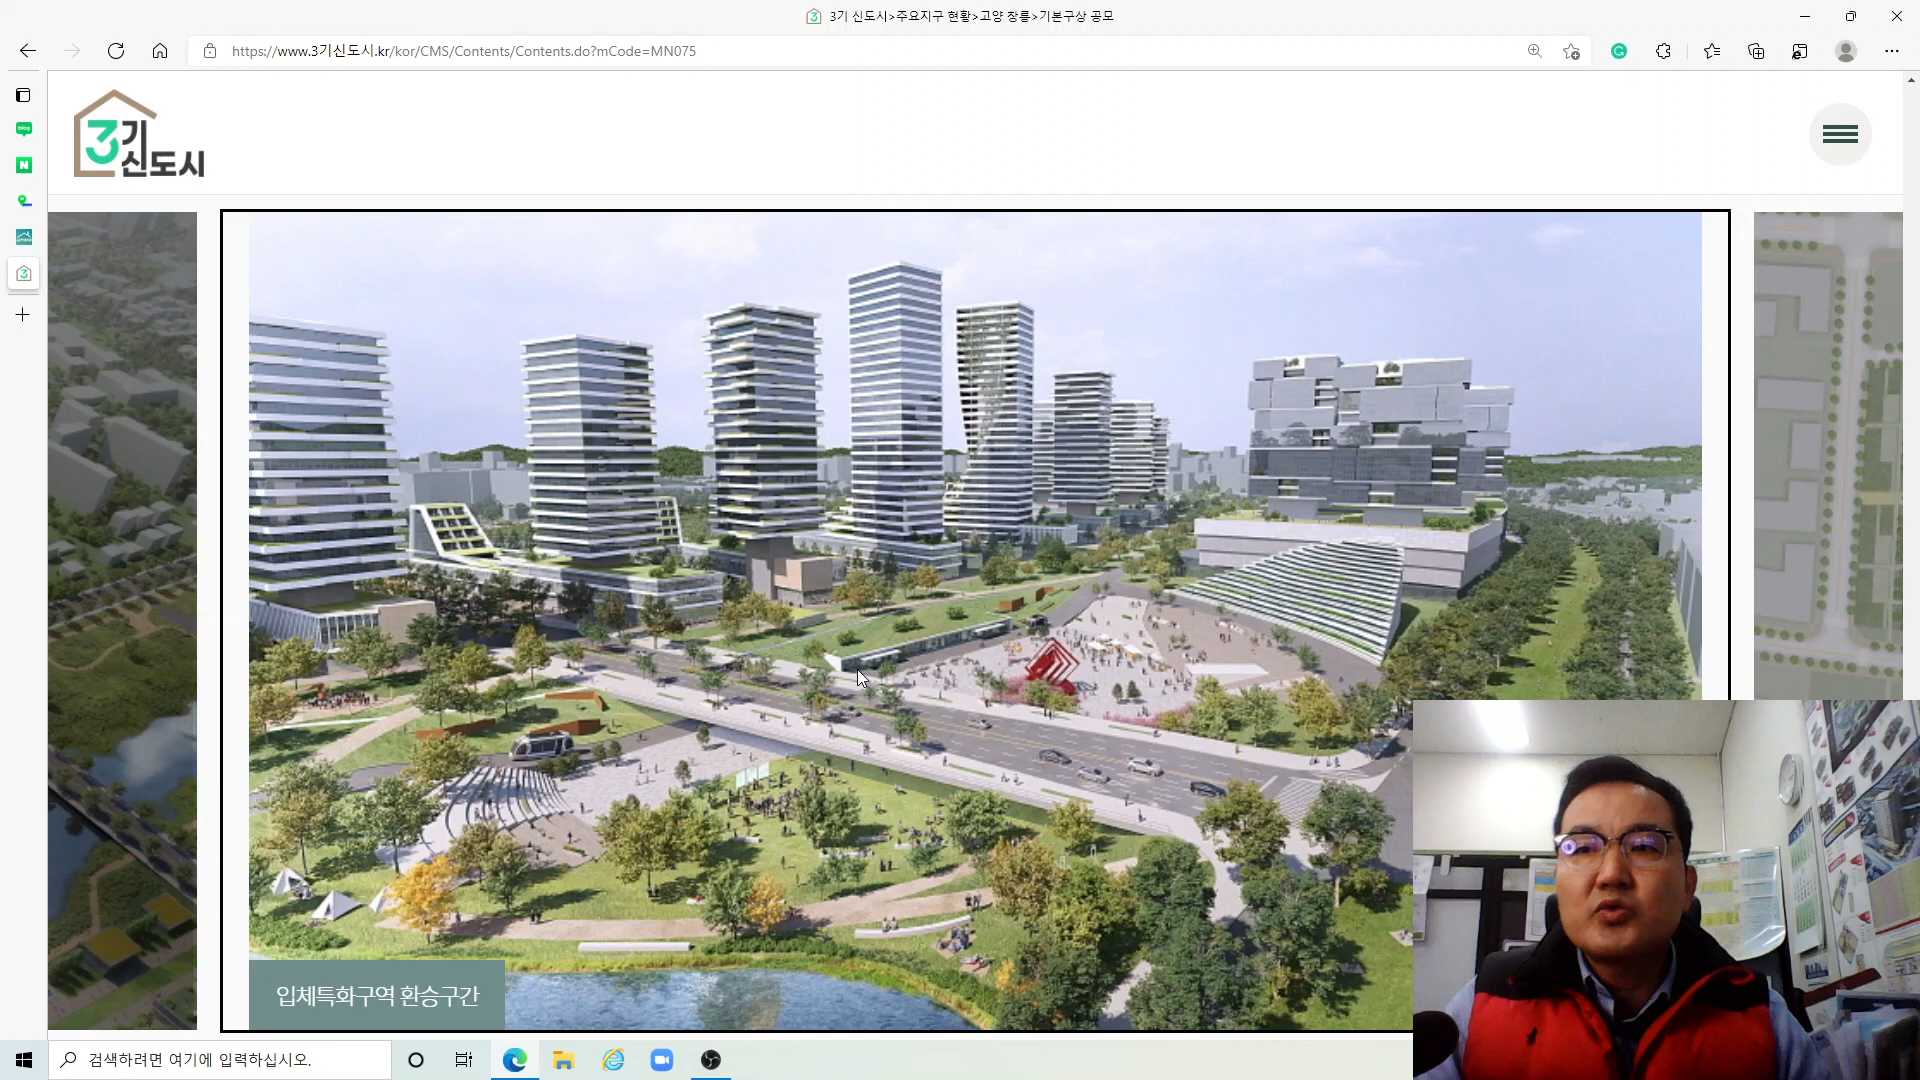 3기 신도시>주요지구 현황>고양 창릉>기본구상 공모
https://www.3기신도시.kr/kor/CMS/Contents/Contents.do?mCode=MN075
3기
신도시
입체특화구역 환승구간
검색하려면 여기에 입력하십시오.